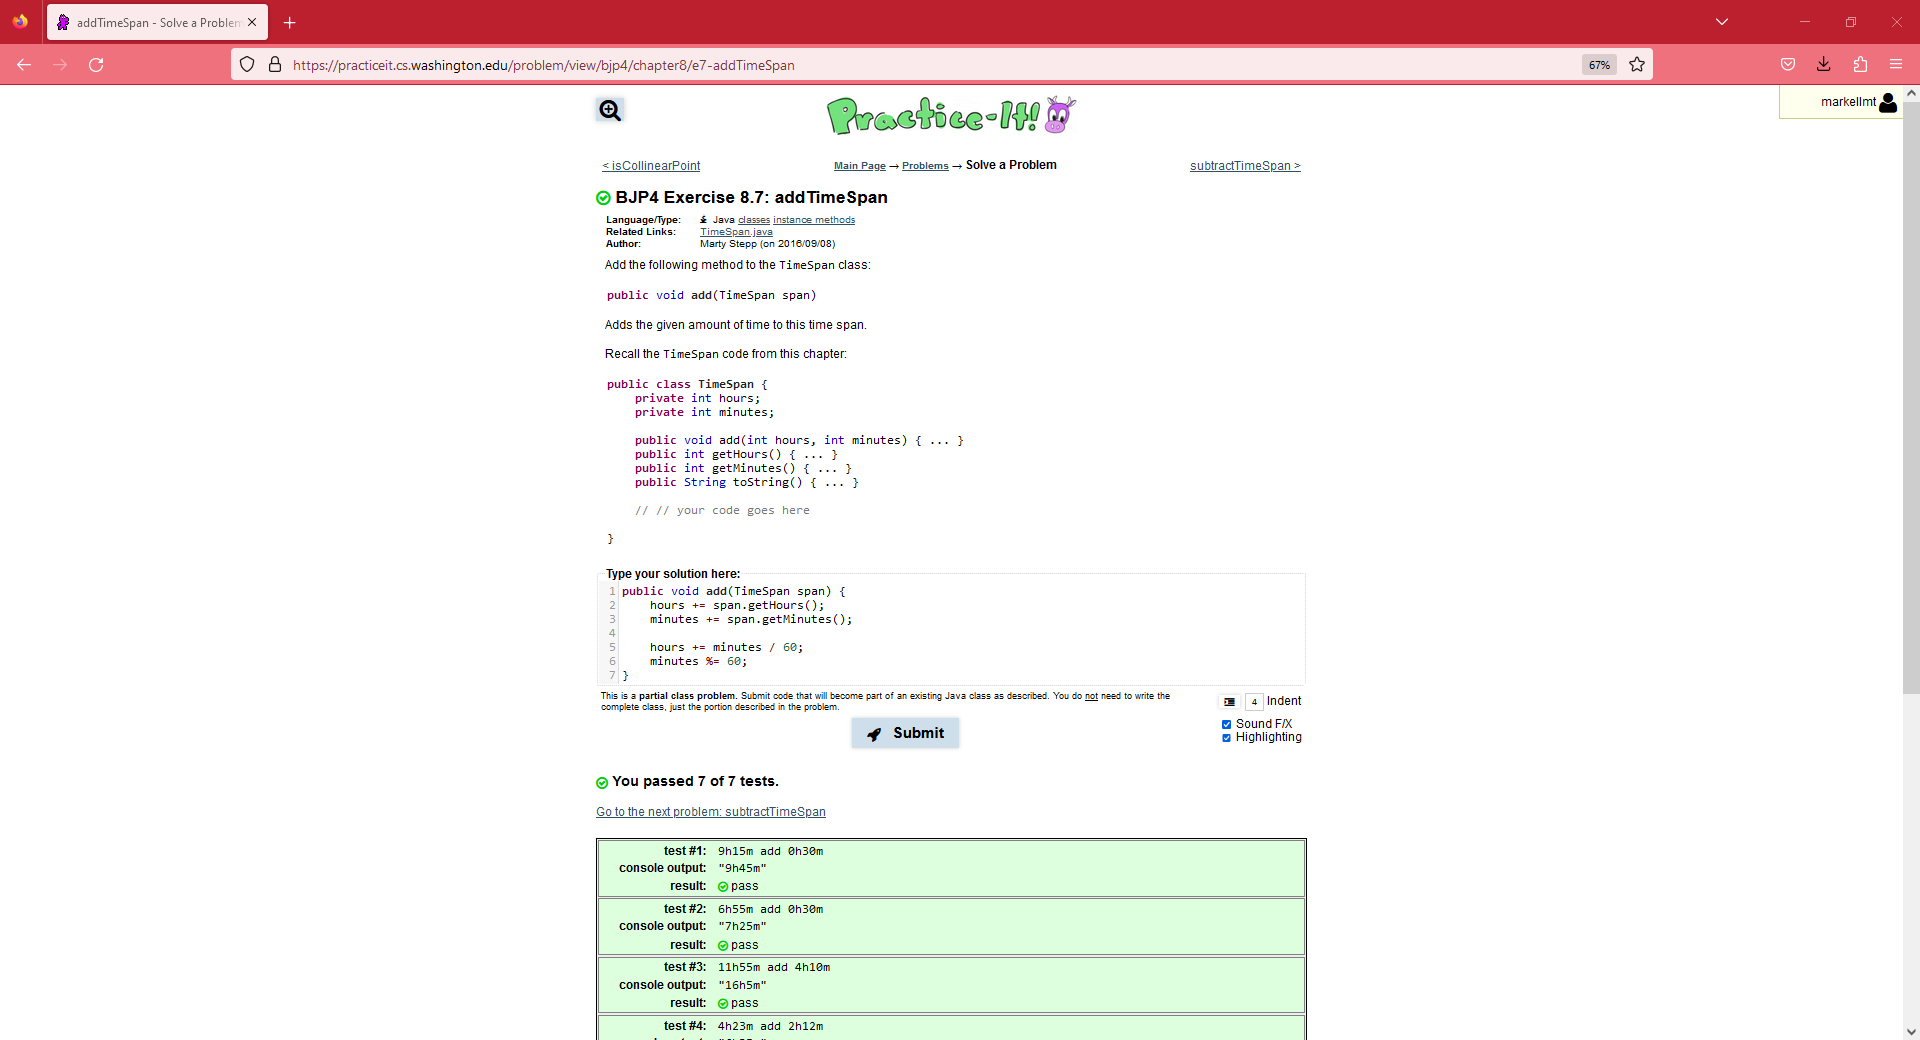 addTimeSpan - Solve a Problem
https://practiceit.cs.washington.edu/problem/view/bjp4/chapter8/e7-addTimeSpan
67%
Practice-It!
markellmt
< isCollinearPoint
Main Page → Problems → Solve a Problem
subtractTimeSpan >
BJP4 Exercise 8.7: addTimeSpan
Language/Type: Java classes instance methods
Related Links: TimeSpan.java
Author: Marty Stepp (on 2016/09/08)
Add the following method to the TimeSpan class:
public void add(TimeSpan span)
Adds the given amount of time to this time span.
Recall the TimeSpan code from this chapter:
public class TimeSpan {
    private int hours;
    private int minutes;
    public void add(int hours, int minutes) { ... }
    public int getHours() { ... }
    public int getMinutes() { ... }
    public String toString() { ... }
    // // your code goes here
}
Type your solution here:
1 public void add(TimeSpan span) {
2     hours += span.getHours();
3     minutes += span.getMinutes();
4
5     hours += minutes / 60;
6     minutes %= 60;
7 }
This is a partial class problem. Submit code that will become part of an existing Java class as described. You do not need to write the
complete class, just the portion described in the problem.
4 Indent
Sound F/X
Highlighting
Submit
You passed 7 of 7 tests.
Go to the next problem: subtractTimeSpan
test #1: 9h15m add 0h30m
console output: "9h45m"
result: pass
test #2: 6h55m add 0h30m
console output: "7h25m"
result: pass
test #3: 11h55m add 4h10m
console output: "16h5m"
result: pass
test #4: 4h23m add 2h12m